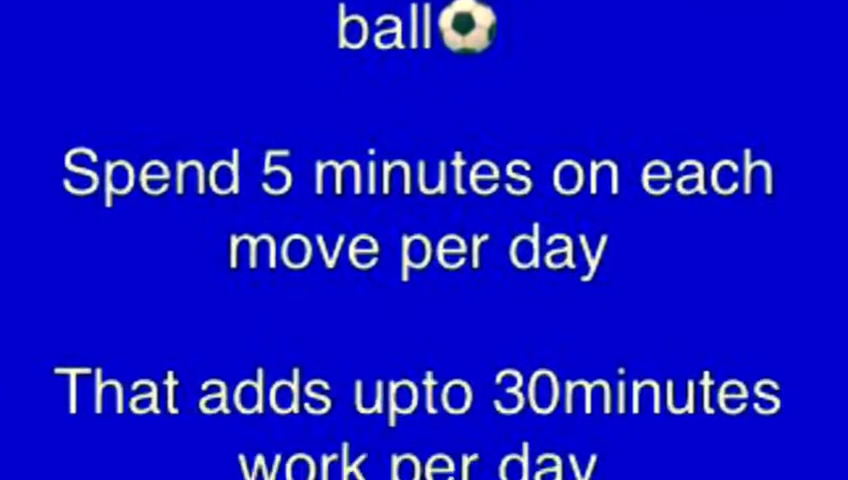 ball⚽
Spend 5 minutes on each
move per day
That adds upto 30minutes
work per day